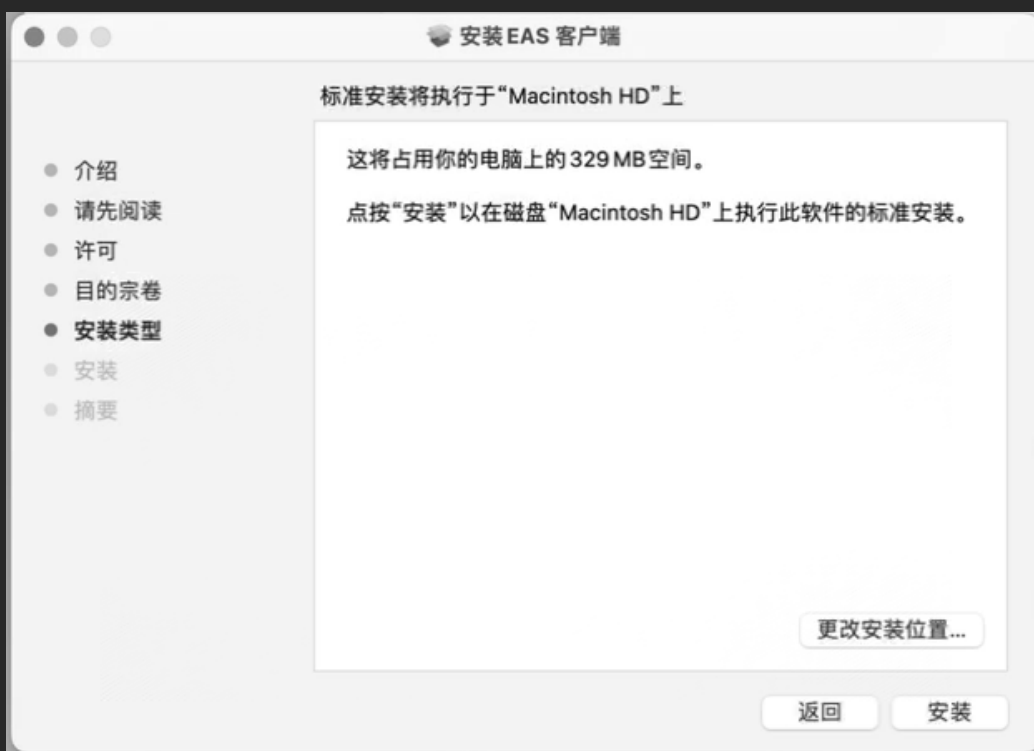 安装EAS 客户端
标准安装将执行于“Macintosh HD”上
介绍
请先阅读
许可
目的宗卷
安装类型
安装
摘要
这将占用你的电脑上的329 MB 空间。
点按“安装”以在磁盘“Macintosh HD”上执行此软件的标准安装。
更改安装位置...
返回
安装